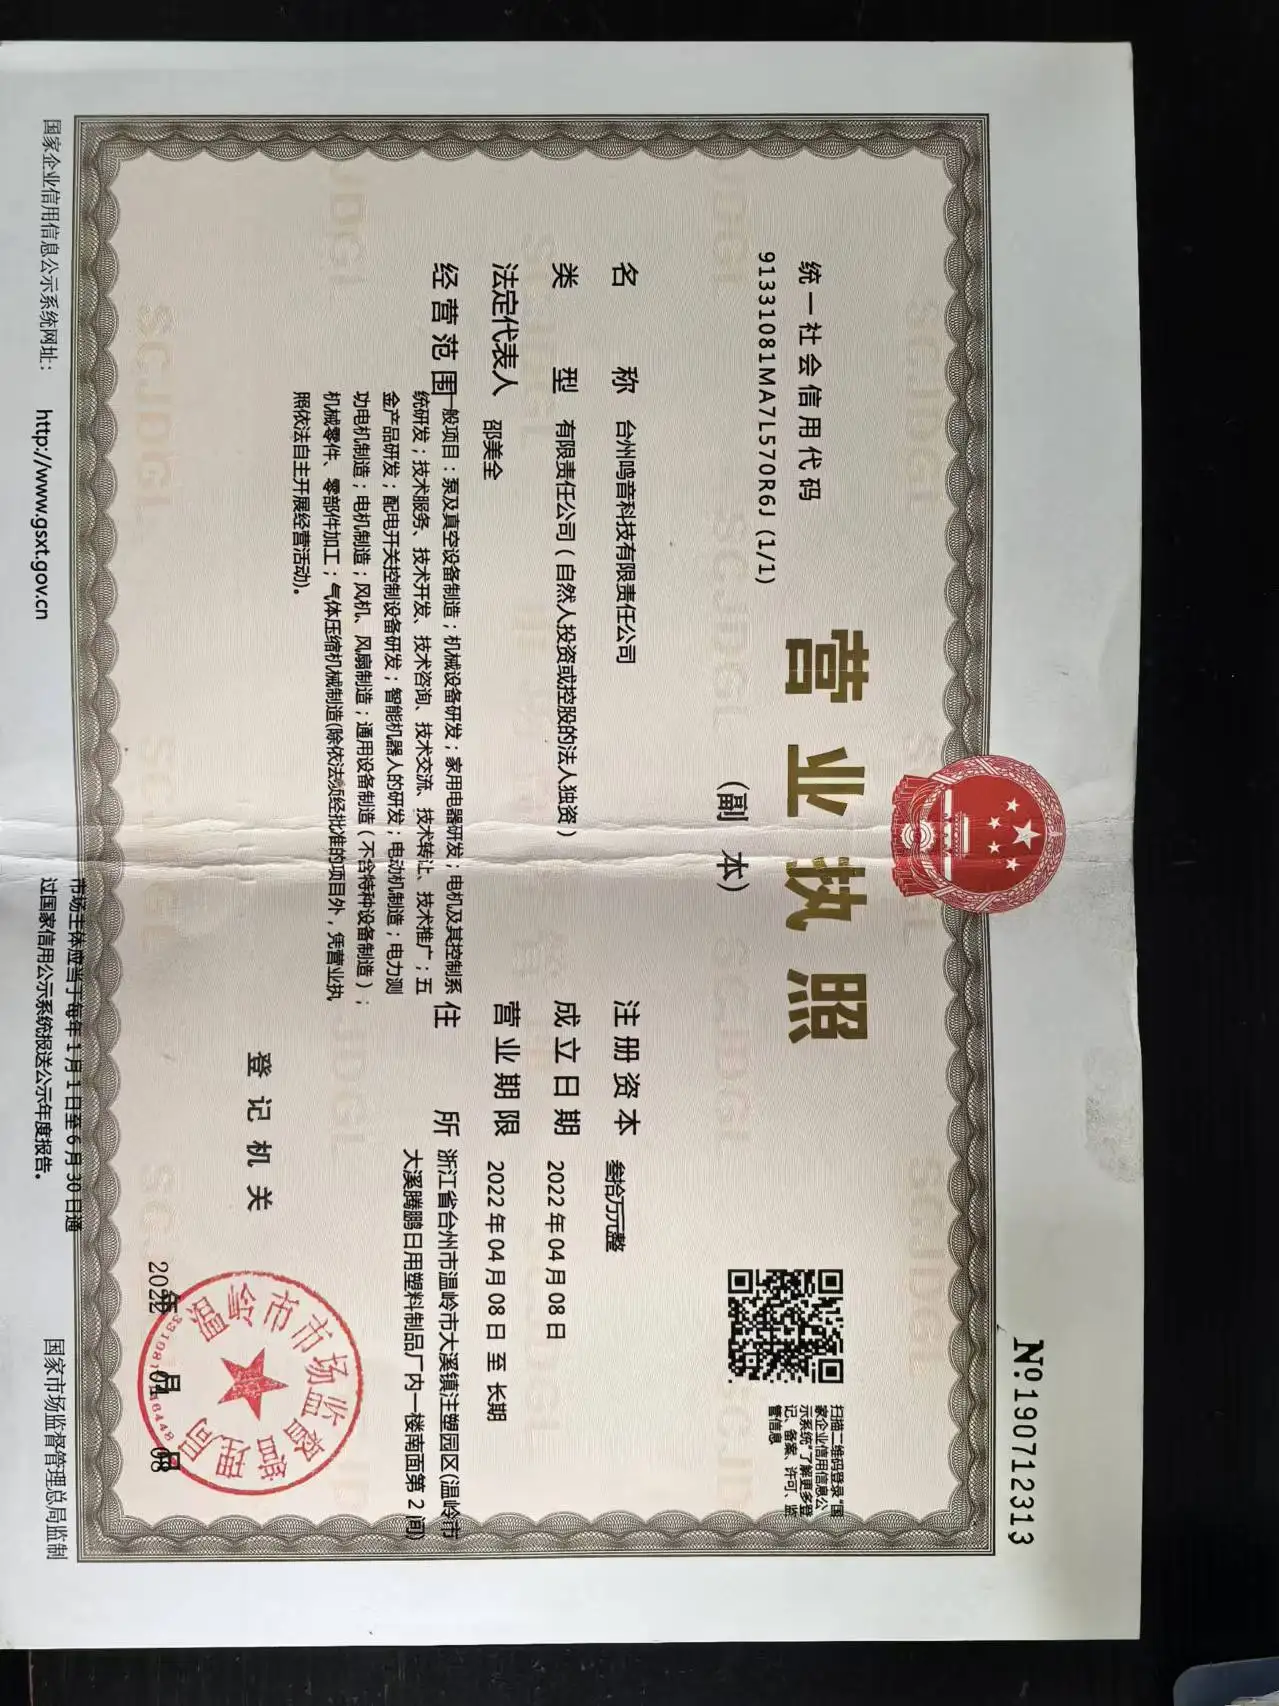 №:190712313
统一社会信用代码
91331081MA7L570R6J (1/1)
营业执照
(副 本)
扫描二维码登录"国
家企业信用信息公
示系统"了解更多登
记、备案、许可、监
管信息
名 称 台州鸣音科技有限责任公司
类 型 有限责任公司(自然人投资或控股的法人独资)
法定代表人 邵美全
经营范围 一般项目:泵及真空设备制造;机械设备研发;家用电器研发;电机及其控制系
统研发;技术服务、技术开发、技术咨询、技术交流、技术转让、技术推广;五
金产品研发;配电开关控制设备研发;智能机器人的研发;电动机制造;电力测
功电机制造;电机制造;风机、风扇制造;通用设备制造(不含特种设备制造);
机械零件、零部件加工;气体压缩机械制造(除依法须经批准的项目外,凭营业执
照依法自主开展经营活动)。
注册资本 叁拾万元整
成立日期 2022年04月08日
营业期限 2022年04月08日 至 长期
住 所 浙江省台州市温岭市大溪镇注塑园区(温岭市
大溪腾鹏日用塑料制品厂内一楼南面第2间)
登记机关
温岭市市场监督管理局
2022 年 04 月 08 日
国家企业信用信息公示系统网址: http://www.gsxt.gov.cn
市场主体应当于每年1月1日至6月30日通
过国家信用公示系统报送公示年度报告。
国家市场监督管理总局监制